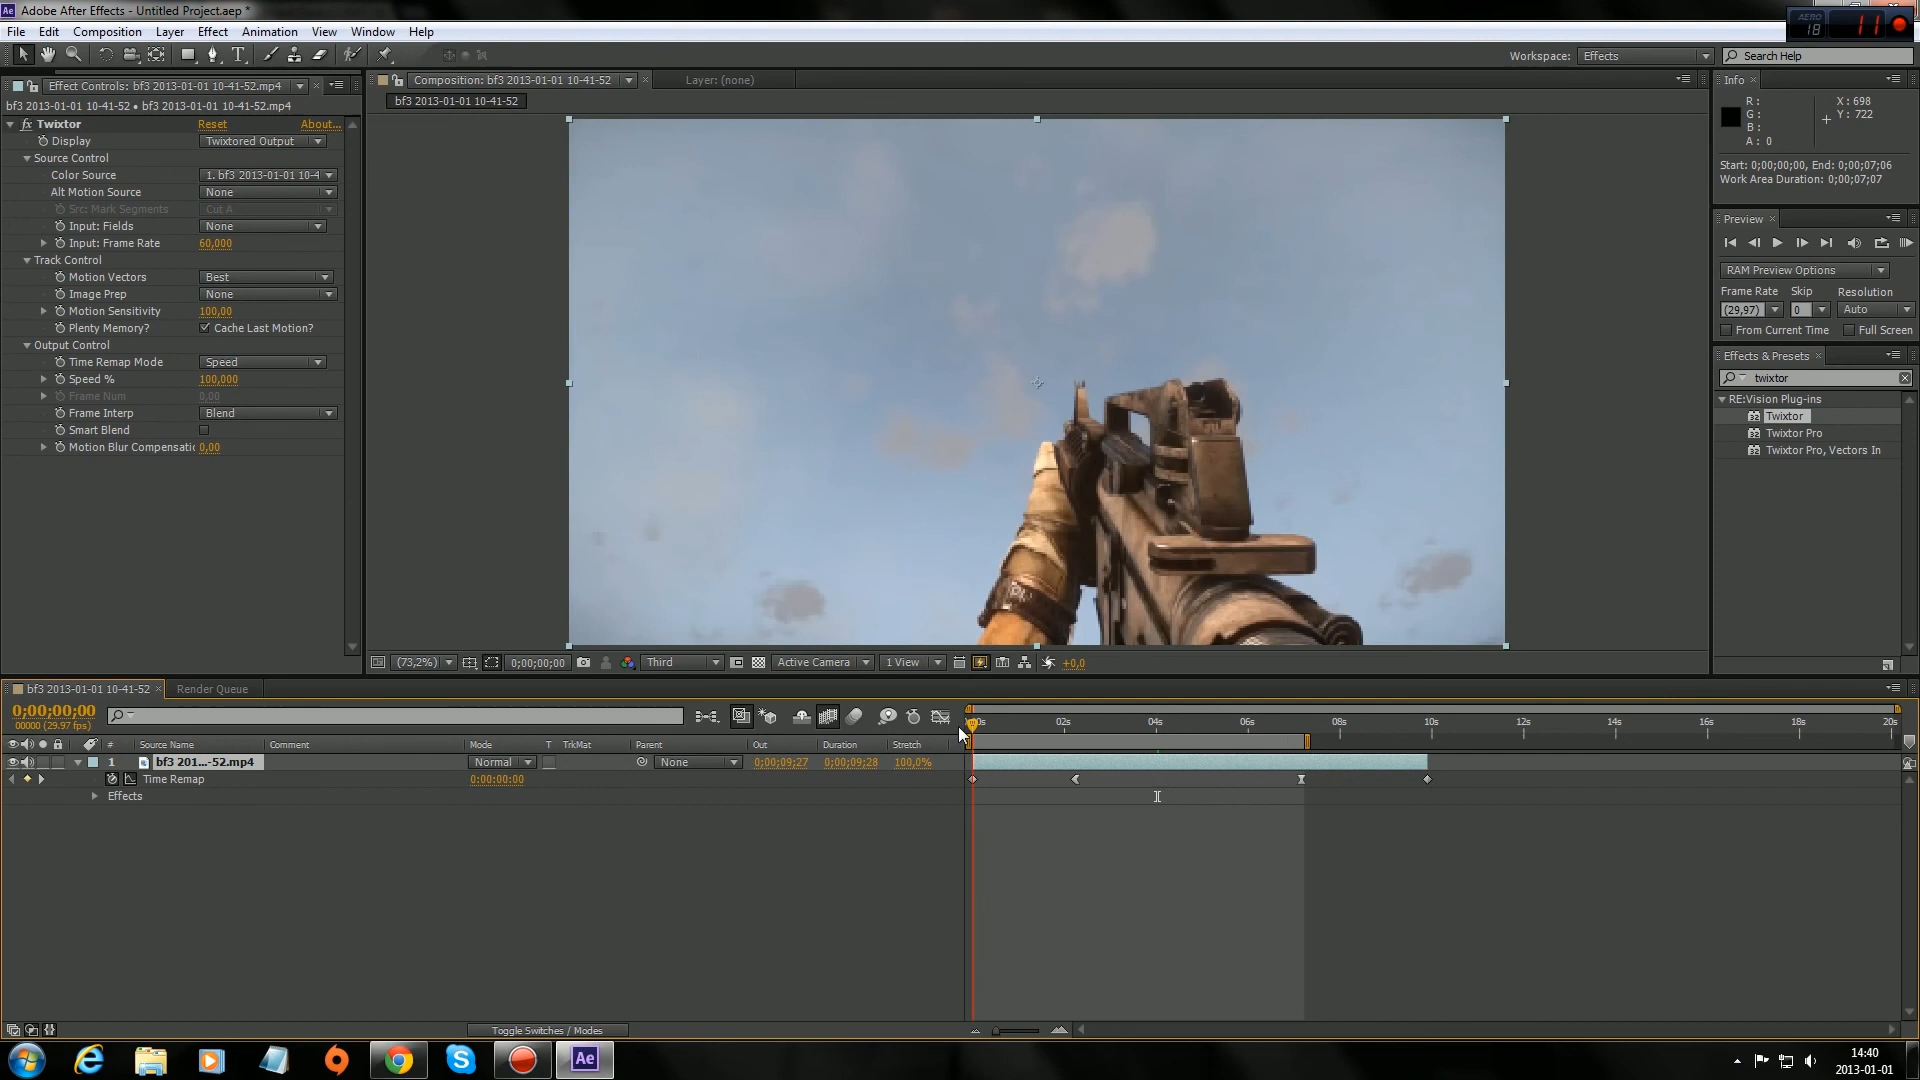 Adobe After Effects - Untitled Project.aep *
File Edit Composition Layer Effect Animation View Window Help
AERO 18 11
Workspace: Effects Search Help
Effect Controls: bf3 2013-01-01 10-41-52.mp4
bf3 2013-01-01 10-41-52 • bf3 2013-01-01 10-41-52.mp4
fx Twixtor Reset About...
Display Twixtored Output
Source Control
Color Source 1. bf3 2013-01-01 10-4
Alt Motion Source None
Src: Mark Segments Cut A
Input: Fields None
Input: Frame Rate 60,000
Track Control
Motion Vectors Best
Image Prep None
Motion Sensitivity 100,00
Plenty Memory? Cache Last Motion?
Output Control
Time Remap Mode Speed
Speed % 100,000
Frame Num 0,00
Frame Interp Blend
Smart Blend
Motion Blur Compensatic 0,00
Composition: bf3 2013-01-01 10-41-52 Layer: (none)
bf3 2013-01-01 10-41-52
(73,2%) 0;00;00;00 Third Active Camera 1 View +0,0
Info
R: X: 698
G: Y: 722
B:
A: 0
Start: 0;00;00;00, End: 0;00;07;06
Work Area Duration: 0;00;07;07
Preview
RAM Preview Options
Frame Rate Skip Resolution
(29,97) 0 Auto
From Current Time Full Screen
Effects & Presets
twixtor
RE:Vision Plug-ins
32 Twixtor
32 Twixtor Pro
32 Twixtor Pro, Vectors In
bf3 2013-01-01 10-41-52 Render Queue
0;00;00;00
00000 (29.97 fps)
00s 02s 04s 06s 08s 10s 12s 14s 16s 18s 20s
# Source Name Comment Mode T TrkMat Parent Out Duration Stretch
1 bf3 201...-52.mp4 Normal None 0;00;09;27 0;00;09;28 100,0%
Time Remap 0:00:00:00
Effects
Toggle Switches / Modes
Ae
14:40
2013-01-01